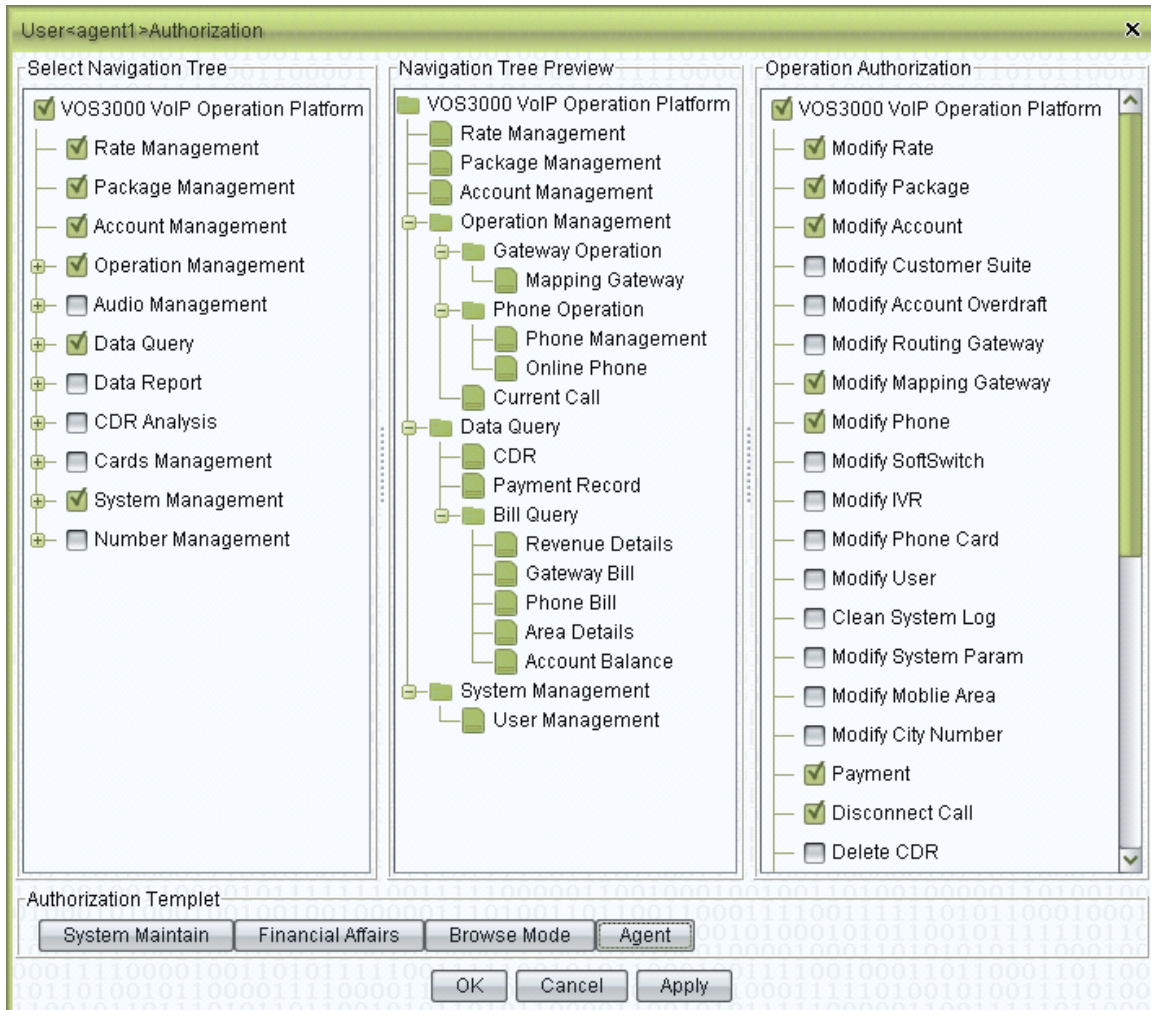 User<agent1>Authorization
Select Navigation Tree
VOS3000 VoIP Operation Platform
Rate Management
Package Management
Account Management
Operation Management
Audio Management
Data Query
Data Report
CDR Analysis
Cards Management
System Management
Number Management
Navigation Tree Preview
VOS3000 VoIP Operation Platform
Rate Management
Package Management
Account Management
Operation Management
Gateway Operation
Mapping Gateway
Phone Operation
Phone Management
Online Phone
Current Call
Data Query
CDR
Payment Record
Bill Query
Revenue Details
Gateway Bill
Phone Bill
Area Details
Account Balance
System Management
User Management
Operation Authorization
VOS3000 VoIP Operation Platform
Modify Rate
Modify Package
Modify Account
Modify Customer Suite
Modify Account Overdraft
Modify Routing Gateway
Modify Mapping Gateway
Modify Phone
Modify SoftSwitch
Modify IVR
Modify Phone Card
Modify User
Clean System Log
Modify System Param
Modify Moblie Area
Modify City Number
Payment
Disconnect Call
Delete CDR
Authorization Templet
System Maintain
Financial Affairs
Browse Mode
Agent
OK
Cancel
Apply